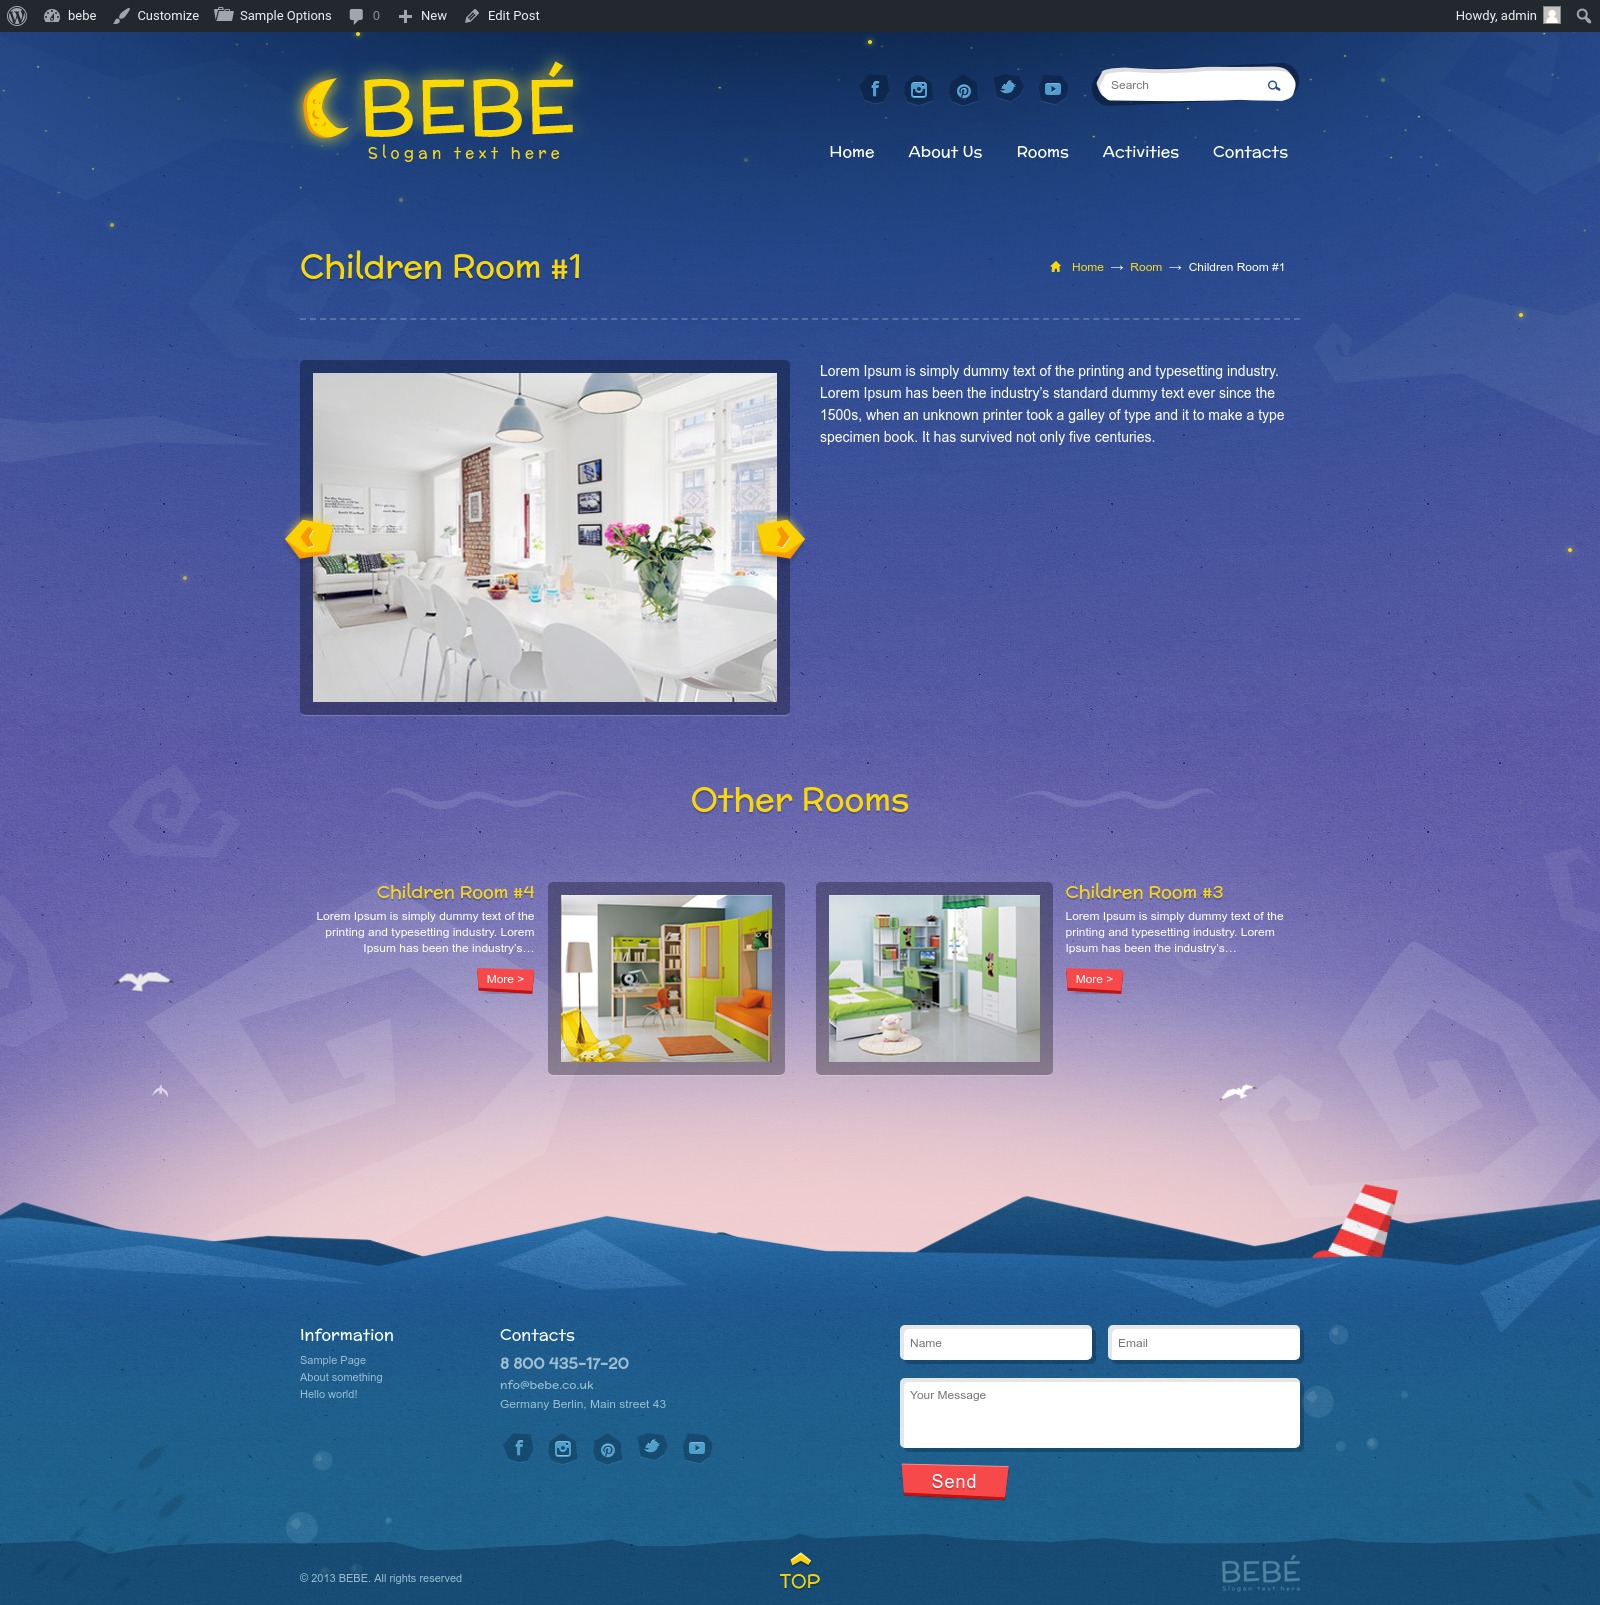 bebe Customize Sample Options 0 New Edit Post Howdy, admin
BEBÉ
Slogan text here
Search
Home About Us Rooms Activities Contacts
Children Room #1
Home → Room → Children Room #1
Lorem Ipsum is simply dummy text of the printing and typesetting industry.
Lorem Ipsum has been the industry’s standard dummy text ever since the
1500s, when an unknown printer took a galley of type and it to make a type
specimen book. It has survived not only five centuries.
Other Rooms
Children Room #4
Lorem Ipsum is simply dummy text of the
printing and typesetting industry. Lorem
Ipsum has been the industry’s…
More >
Children Room #3
Lorem Ipsum is simply dummy text of the
printing and typesetting industry. Lorem
Ipsum has been the industry’s…
More >
Information
Sample Page
About something
Hello world!
Contacts
8 800 435-17-20
nfo@bebe.co.uk
Germany Berlin, Main street 43
Name
Email
Your Message
Send
© 2013 BEBE. All rights reserved
TOP
BEBÉ
Slogan text here